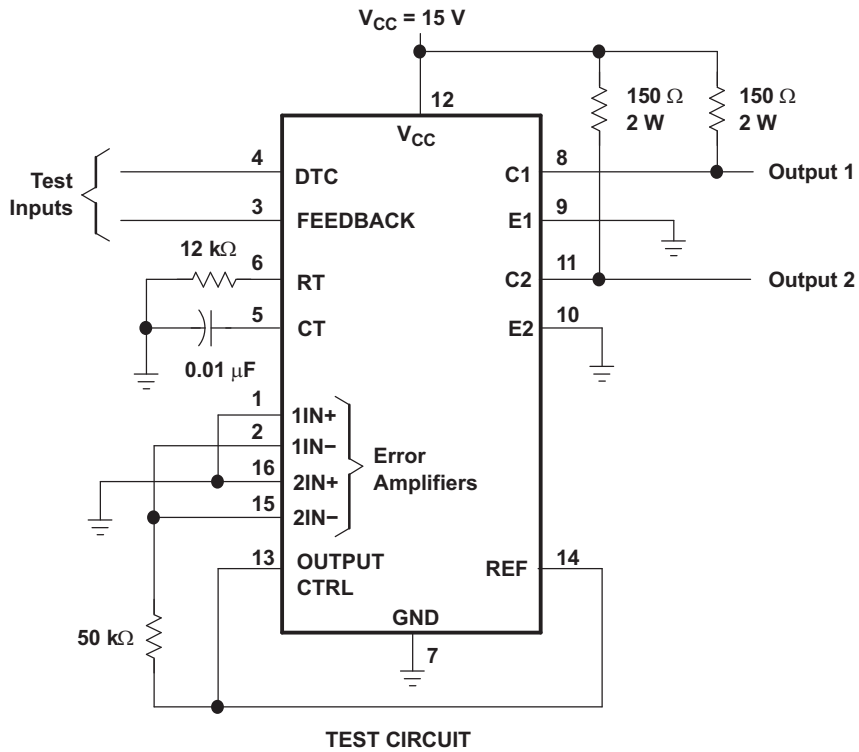 VCC = 15 V
12
VCC
150 Ω
2 W
150 Ω
2 W
Test
Inputs
4
DTC
3
FEEDBACK
12 kΩ
6
RT
5
CT
0.01 μF
1
1IN+
2
1IN−
16
2IN+
15
2IN−
Error
Amplifiers
13
OUTPUT
CTRL
50 kΩ
C1
8
Output 1
E1
9
C2
11
Output 2
E2
10
REF
14
GND
7
TEST CIRCUIT